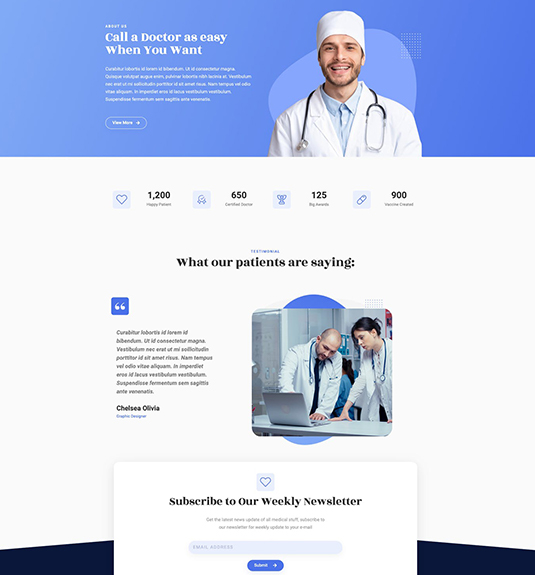 ABOUT US
Call a Doctor as easy
When You Want
Curabitur lobortis id lorem id bibendum. Ut id consectetur magna.
Quisque volutpat augue enim, pulvinar lobortis nibh lacinia at. Vestibulum
nec erat ut mi sollicitudin porttitor id sit amet risus. Nam tempus vel odio
vitae aliquam. In imperdiet eros id lacus vestibulum vestibulum.
Suspendisse fermentum sem sagittis ante venenatis.
View More
1,200
Happy Patient
650
Certified Doctor
125
Big Awards
900
Vaccine Created
TESTIMONIAL
What our patients are saying:
Curabitur lobortis id lorem id
bibendum. Ut id consectetur magna.
Vestibulum nec erat ut mi sollicitudin
porttitor id sit amet risus. Nam tempus
vel odio vitae aliquam. In imperdiet
eros id lacus vestibulum vestibulum.
Suspendisse fermentum sem sagittis
ante venenatis.
Chelsea Olivia
Graphic Designer
Subscribe to Our Weekly Newsletter
Get the latest news update of all medical stuff, subscribe to
our newsletter for weekly update to your e-mail
EMAIL ADDRESS
Submit